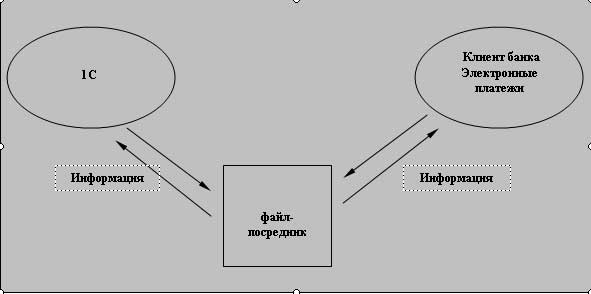 1С
Клиент банка
Электронные
платежи
Информация
Информация
файл-
посредник